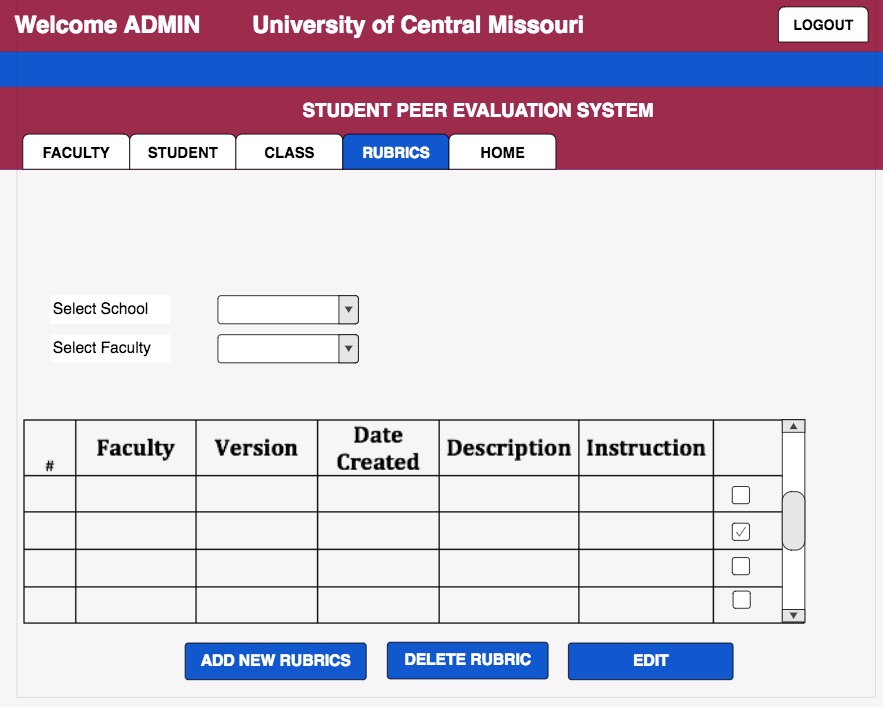 Welcome ADMIN University of Central Missouri LOGOUT
STUDENT PEER EVALUATION SYSTEM
FACULTY STUDENT CLASS RUBRICS HOME
Select School
Select Faculty
# Faculty Version Date Created Description Instruction
ADD NEW RUBRICS DELETE RUBRIC EDIT